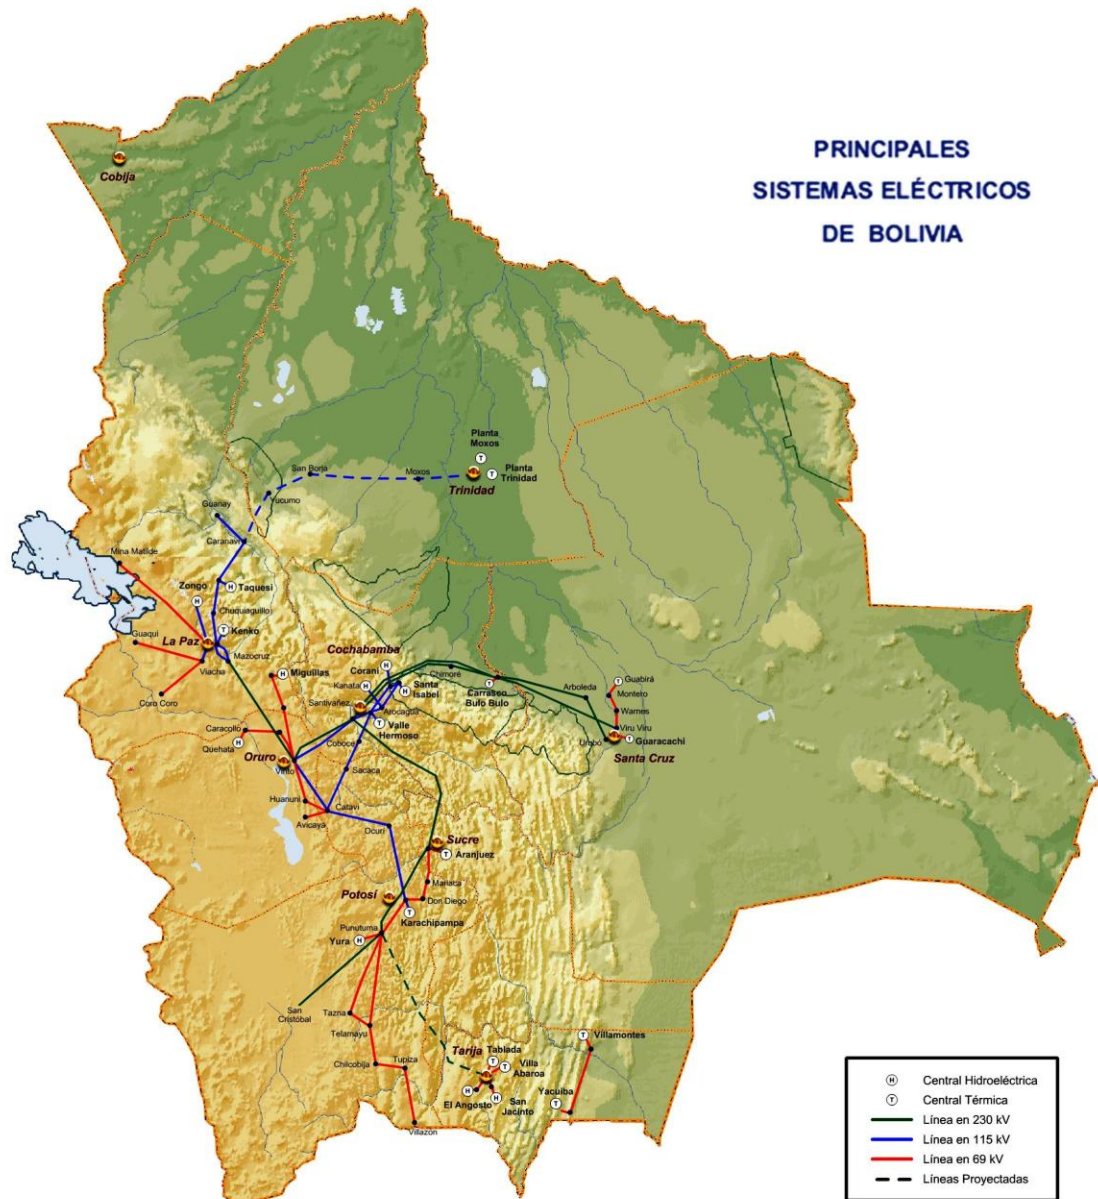 PRINCIPALES
SISTEMAS ELÉCTRICOS
DE BOLIVIA
Cobija
Planta
Moxos
Planta
Trinidad
Trinidad
San Borja
Moxos
Yucumo
Guanay
Caranavi
Mina Matilde
Zongo
H
H
Taquesi
Chuquiaguillo
T
Kenko
Guaqui
La Paz
Mazocruz
Viacha
Coro Coro
H
Miguillas
Cochabamba
Corani
H
Kanata
H
Santa
Isabel
H
Chimoré
Santivañez
Arocagua
T
Valle
Hermoso
T
Carrasco
Bulo Bulo
Arboleda
T
Guabirá
Montero
Warnes
Viru Viru
Urubó
T
Guaracachi
Santa Cruz
Caracollo
H
Quehata
Coboce
Oruro
Vinto
Sacaca
Huanuni
Catavi
Avicaya
Ocurí
Sucre
T
Aranjuez
Mariaca
Potosí
Don Diego
T
Karachipampa
Punutuma
Yura
H
San
Cristóbal
Tazna
Telamayu
Chilcobija
Tupiza
Villazón
Tarija
Tablada
T
T
Villa
Abaroa
H
El Angosto
H
San
Jacinto
T
Villamontes
Yacuiba
T
H Central Hidroeléctrica
T Central Térmica
Línea en 230 kV
Línea en 115 kV
Línea en 69 kV
Líneas Proyectadas